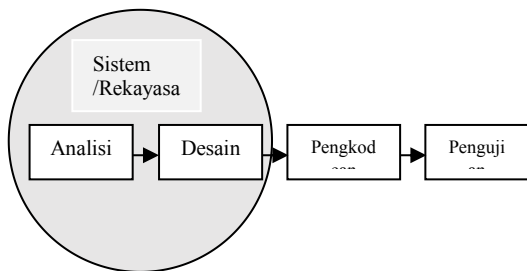 Sistem
/Rekayasa
Analisi
Desain
Pengkod
Penguji